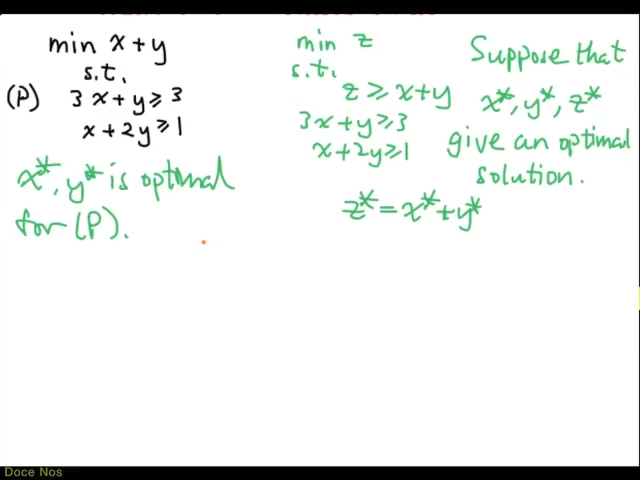 min x+y
s.t.
(P) 3x+y≥3
x+2y≥1
x*, y* is optimal
for (P).
min z
s.t.
z ≥ x+y
3x+y≥3
x+2y≥1
z* = x*+y*
Suppose that
x*, y*, z*
give an optimal
solution.
Doce Nos